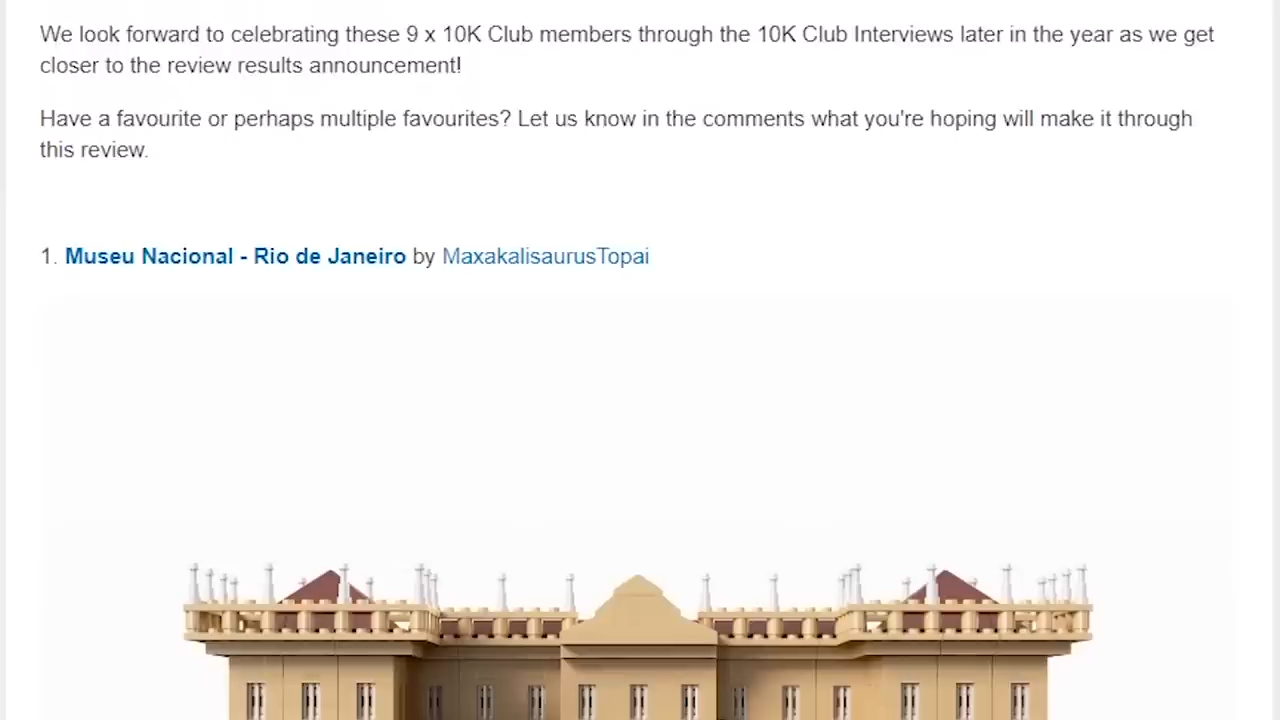 We look forward to celebrating these 9 x 10K Club members through the 10K Club Interviews later in the year as we get
closer to the review results announcement!
Have a favourite or perhaps multiple favourites? Let us know in the comments what you're hoping will make it through
this review.
1. Museu Nacional - Rio de Janeiro by MaxakalisaurusTopai